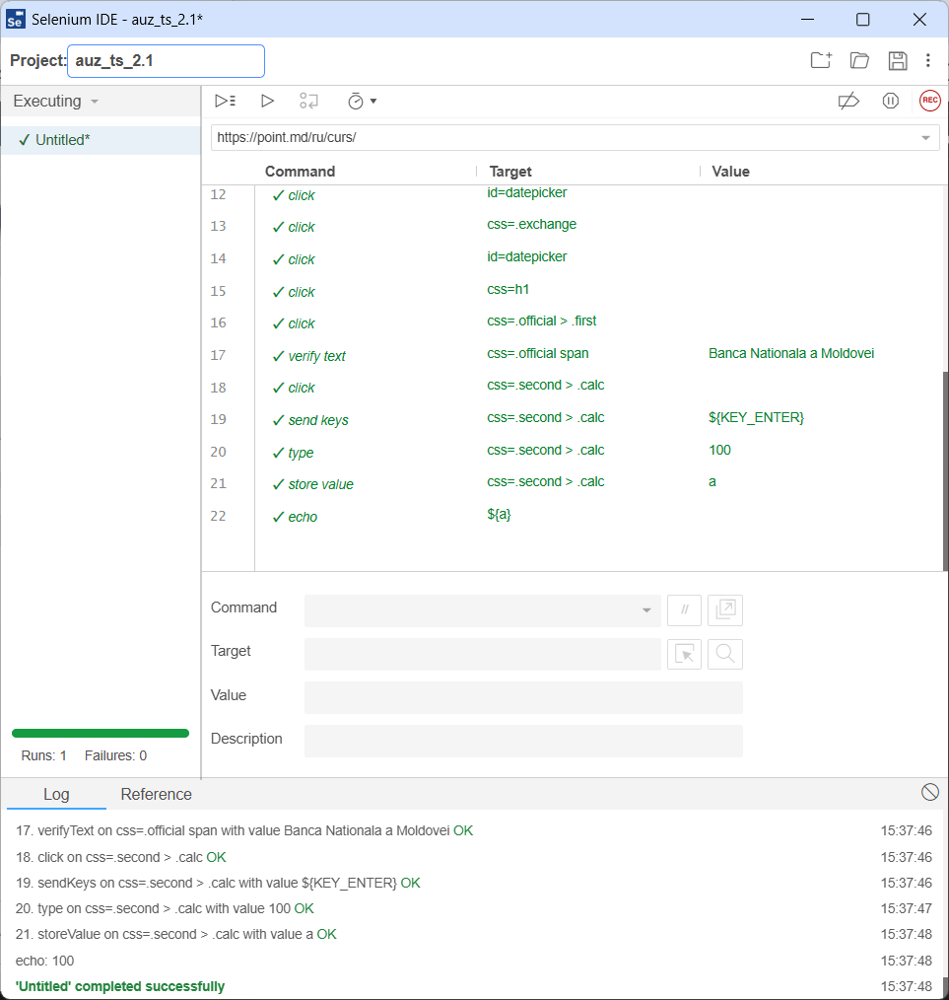 Selenium IDE - auz_ts_2.1*
Project: auz_ts_2.1
Executing
✓ Untitled*
REC
https://point.md/ru/curs/
Command Target Value
12 ✓ click id=datepicker
13 ✓ click css=.exchange
14 ✓ click id=datepicker
15 ✓ click css=h1
16 ✓ click css=.official > .first
17 ✓ verify text css=.official span Banca Nationala a Moldovei
18 ✓ click css=.second > .calc
19 ✓ send keys css=.second > .calc ${KEY_ENTER}
20 ✓ type css=.second > .calc 100
21 ✓ store value css=.second > .calc a
22 ✓ echo ${a}
Command //
Target
Value
Description
Runs: 1 Failures: 0
Log Reference
17. verifyText on css=.official span with value Banca Nationala a Moldovei OK 15:37:46
18. click on css=.second > .calc OK 15:37:46
19. sendKeys on css=.second > .calc with value ${KEY_ENTER} OK 15:37:46
20. type on css=.second > .calc with value 100 OK 15:37:47
21. storeValue on css=.second > .calc with value a OK 15:37:48
echo: 100 15:37:48
'Untitled' completed successfully 15:37:48